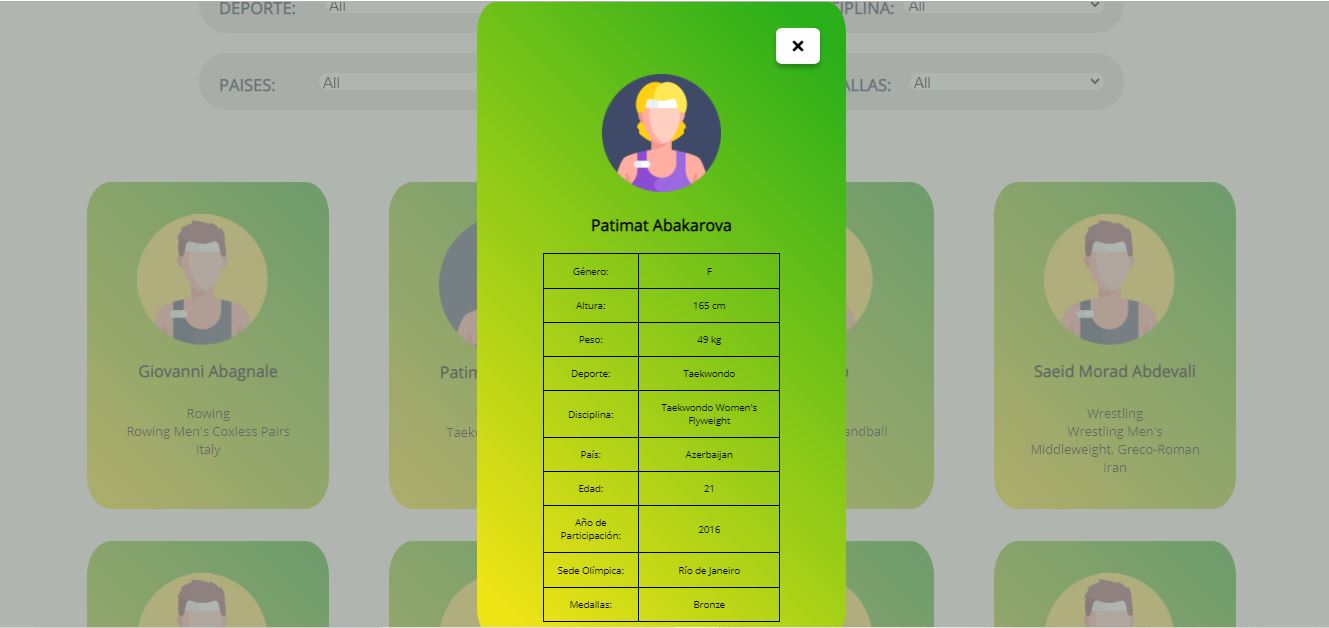 DEPORTE:
All
IPLINA:
All
PAISES:
All
ALLAS:
All
Patimat Abakarova
Género:
F
Altura:
165 cm
Peso:
49 kg
Deporte:
Taekwondo
Disciplina:
Taekwondo Women's
Flyweight
País:
Azerbaijan
Edad:
21
Año de
Participación:
2016
Sede Olímpica:
Río de Janeiro
Medallas:
Bronze
Giovanni Abagnale
Rowing
Rowing Men's Coxless Pairs
Italy
Patim
Taekw
andball
Saeid Morad Abdevali
Wrestling
Wrestling Men's
Middleweight, Greco-Roman
Iran